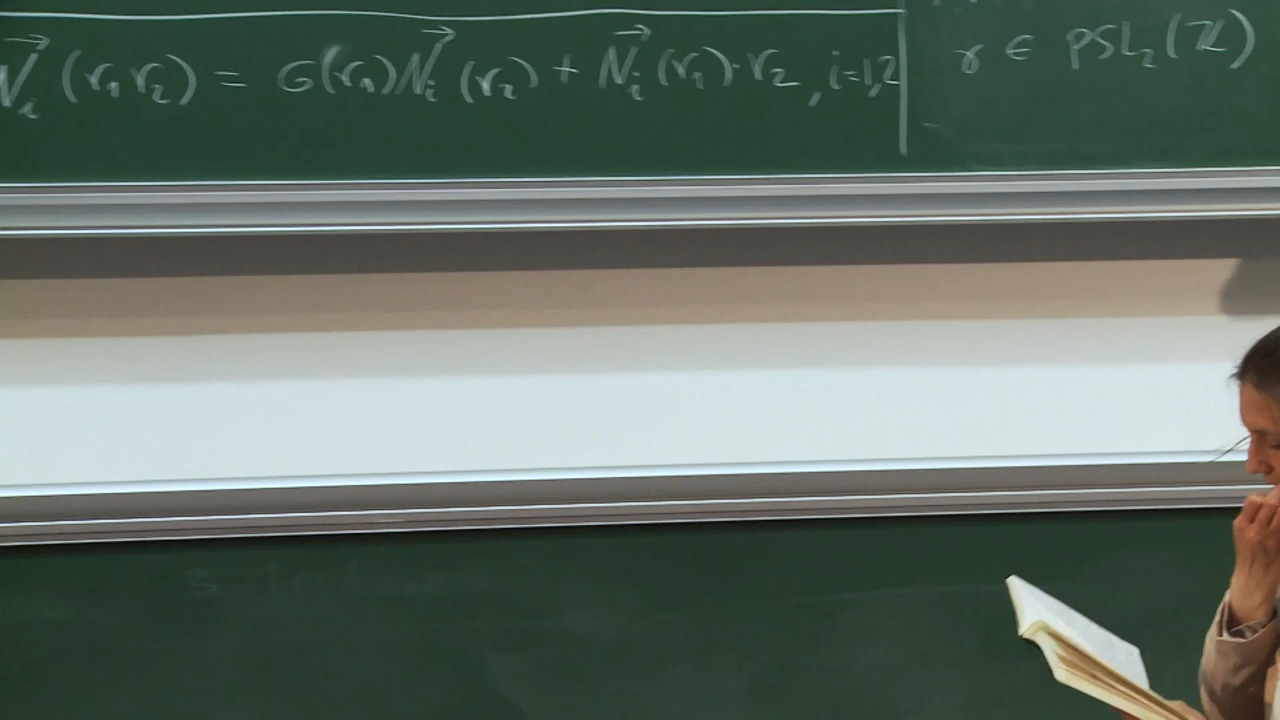 N⃗ᵢ(γ₁γ₂) = G(γ₁)N⃗ᵢ(γ₂) + N⃗ᵢ(γ₁)·γ₂, i=1,2
γ ∈ PSL₂(ℤ)